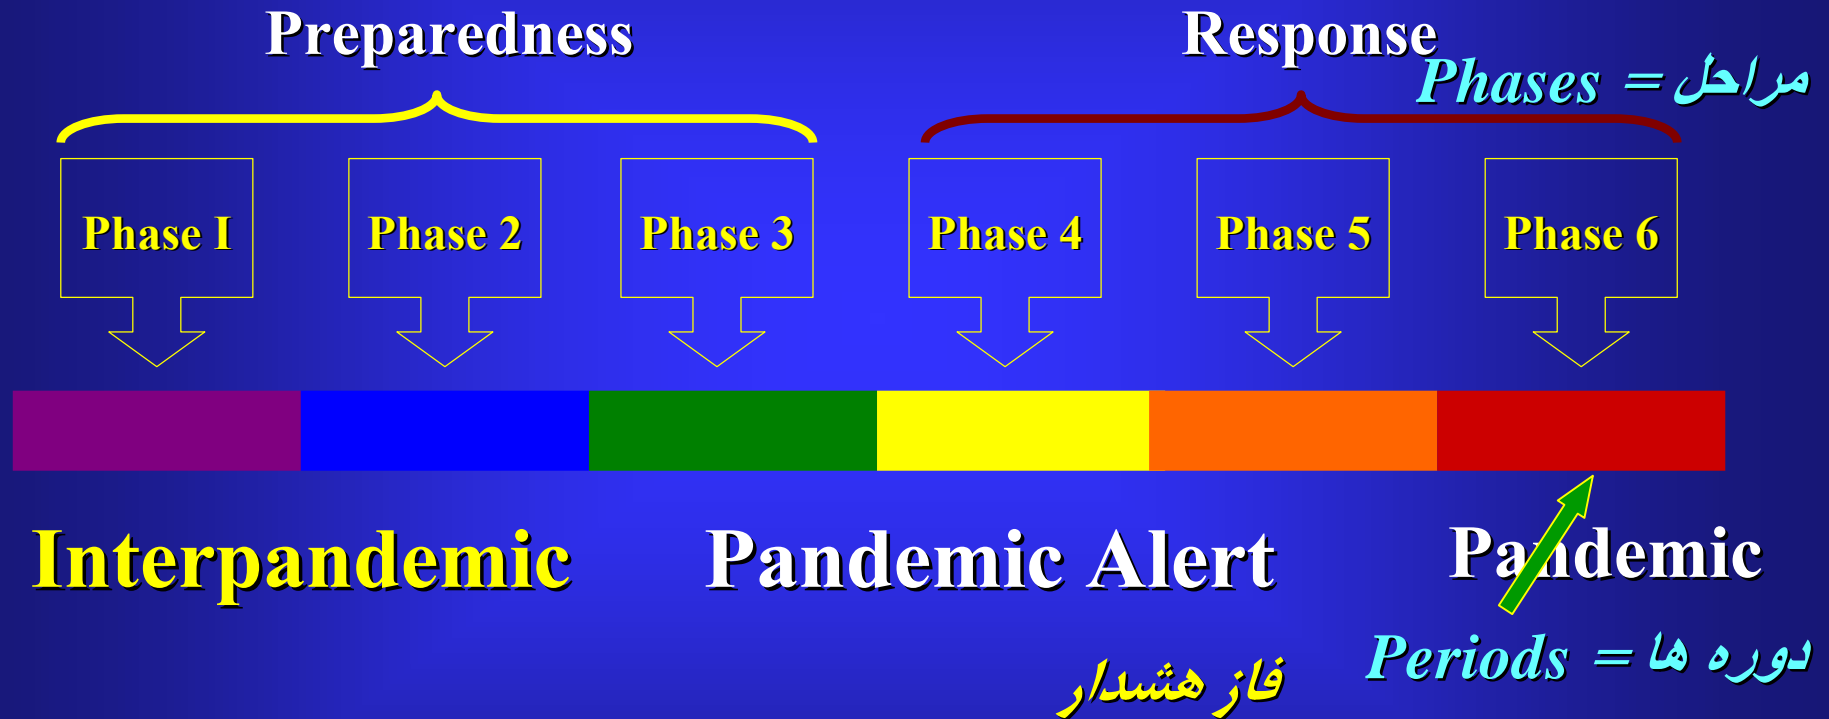 Preparedness
Response
Phases = مراحل
Phase I
Phase 2
Phase 3
Phase 4
Phase 5
Phase 6
Interpandemic
Pandemic Alert
Pandemic
Periods = دوره ها
فاز هشدار